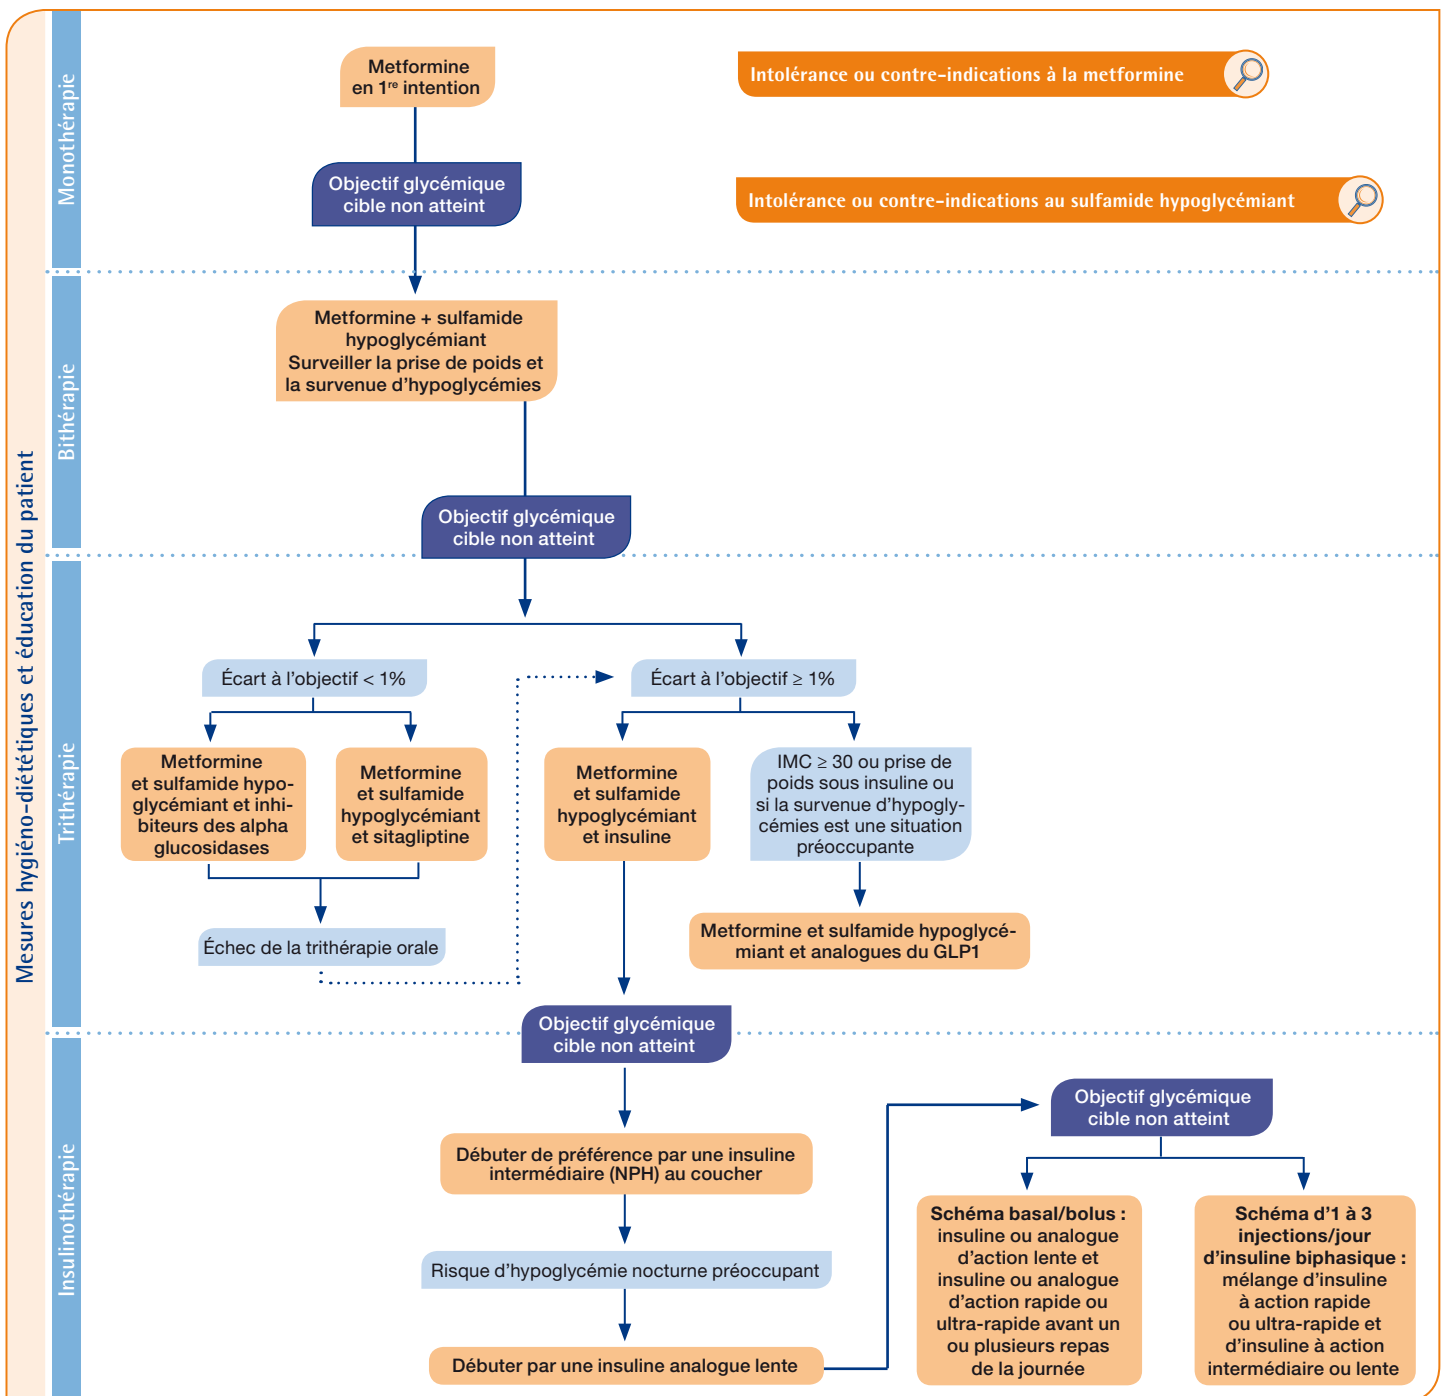 Mesures hygiéno-diététiques et éducation du patient
Monothérapie
Metformine
en 1re intention
Intolérance ou contre-indications à la metformine
Objectif glycémique
cible non atteint
Intolérance ou contre-indications au sulfamide hypoglycémiant
Bithérapie
Metformine + sulfamide
hypoglycémiant
Surveiller la prise de poids et
la survenue d'hypoglycémies
Objectif glycémique
cible non atteint
Trithérapie
Écart à l'objectif < 1%
Écart à l'objectif ≥ 1%
Metformine
et sulfamide hypo-
glycémiant et inhi-
biteurs des alpha
glucosidases
Metformine
et sulfamide
hypoglycémiant
et sitagliptine
Metformine
et sulfamide
hypoglycémiant
et insuline
IMC ≥ 30 ou prise de
poids sous insuline ou
si la survenue d'hypogly-
cémies est une situation
préoccupante
Échec de la trithérapie orale
Metformine et sulfamide hypoglycé-
miant et analogues du GLP1
Objectif glycémique
cible non atteint
Insulinothérapie
Débuter de préférence par une insuline
intermédiaire (NPH) au coucher
Risque d'hypoglycémie nocturne préoccupant
Débuter par une insuline analogue lente
Objectif glycémique
cible non atteint
Schéma basal/bolus :
insuline ou analogue
d'action lente et
insuline ou analogue
d'action rapide ou
ultra-rapide avant un
ou plusieurs repas
de la journée
Schéma d'1 à 3
injections/jour
d'insuline biphasique :
mélange d'insuline
à action rapide
ou ultra-rapide et
d'insuline à action
intermédiaire ou lente